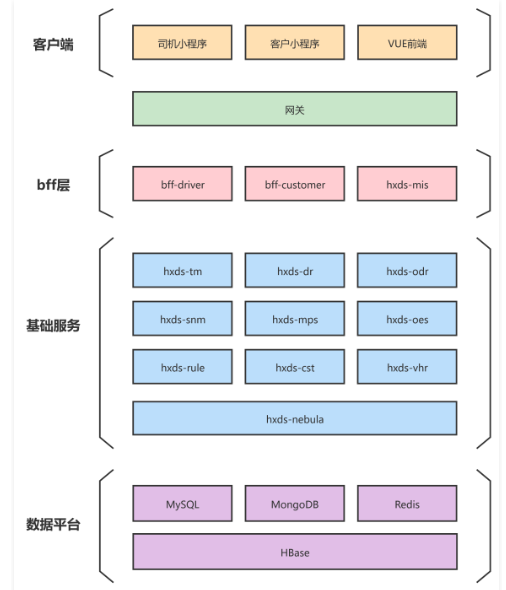 客户端
司机小程序
客户小程序
VUE前端
网关
bff层
bff-driver
bff-customer
hxds-mis
基础服务
hxds-tm
hxds-dr
hxds-odr
hxds-snm
hxds-mps
hxds-oes
hxds-rule
hxds-cst
hxds-vhr
hxds-nebula
数据平台
MySQL
MongoDB
Redis
HBase